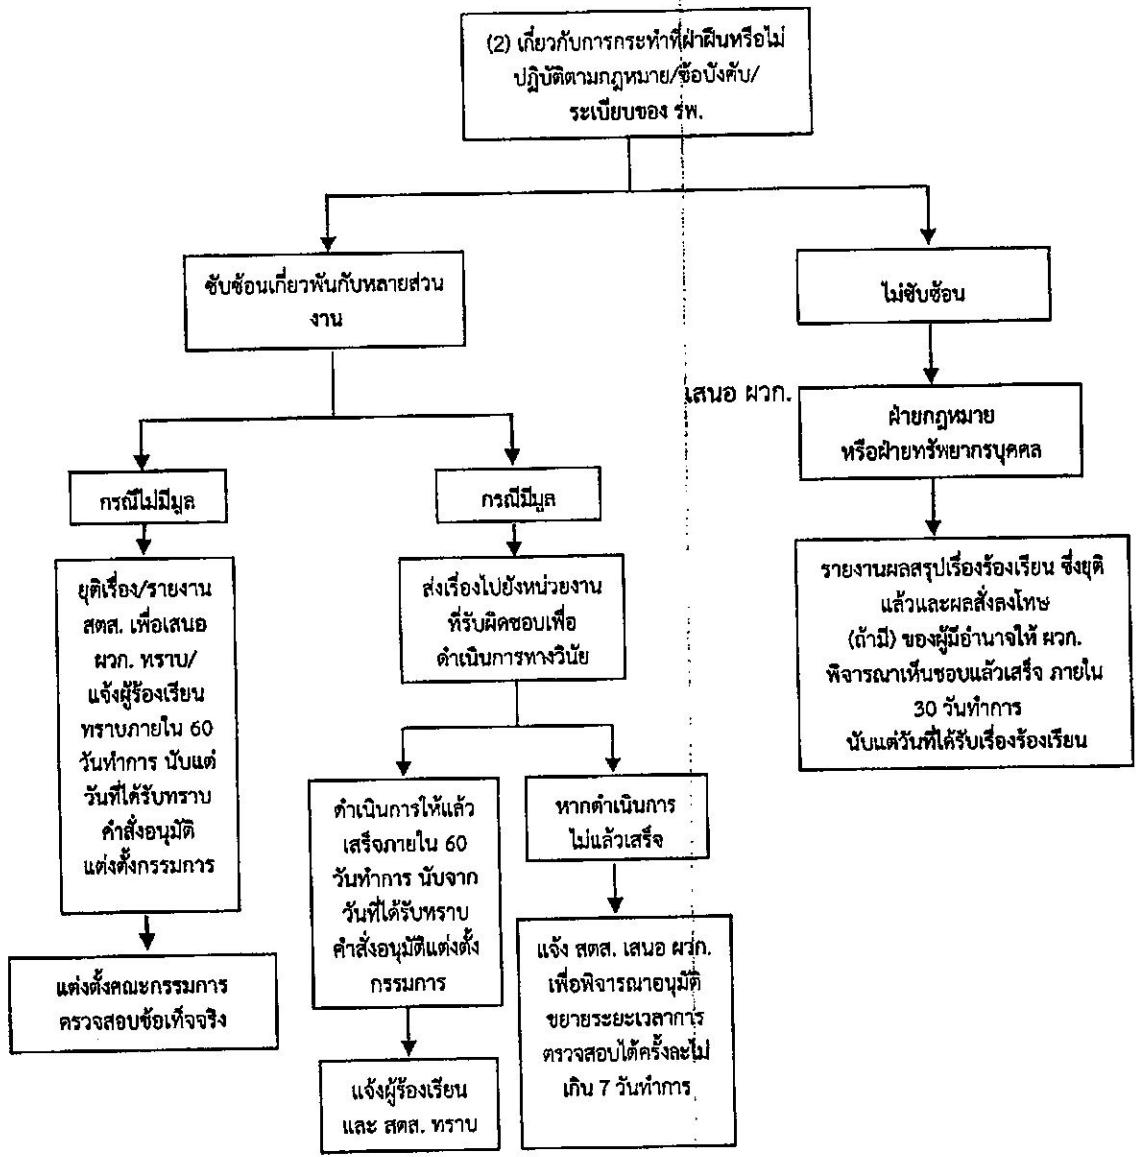 (2) เกี่ยวกับการกระทำที่ฝ่าฝืนหรือไม่
ปฏิบัติตามกฎหมาย/ข้อบังคับ/
ระเบียบของ รพ.
ซับซ้อนเกี่ยวพันกับหลายส่วน
งาน
ไม่ซับซ้อน
เสนอ ผวก.
ฝ่ายกฎหมาย
หรือฝ่ายทรัพยากรบุคคล
กรณีไม่มีมูล
กรณีมีมูล
ยุติเรื่อง/รายงาน
สตส. เพื่อเสนอ
ผวก. ทราบ/
แจ้งผู้ร้องเรียน
ทราบภายใน 60
วันทำการ นับแต่
วันที่ได้รับทราบ
คำสั่งอนุมัติ
แต่งตั้งกรรมการ
ส่งเรื่องไปยังหน่วยงาน
ที่รับผิดชอบเพื่อ
ดำเนินการทางวินัย
รายงานผลสรุปเรื่องร้องเรียน ซึ่งยุติ
แล้วและผลสั่งลงโทษ
(ถ้ามี) ของผู้มีอำนาจให้ ผวก.
พิจารณาเห็นชอบแล้วเสร็จ ภายใน
30 วันทำการ
นับแต่วันที่ได้รับเรื่องร้องเรียน
ดำเนินการให้แล้ว
เสร็จภายใน 60
วันทำการ นับจาก
วันที่ได้รับทราบ
คำสั่งอนุมัติแต่งตั้ง
กรรมการ
หากดำเนินการ
ไม่แล้วเสร็จ
แต่งตั้งคณะกรรมการ
ตรวจสอบข้อเท็จจริง
แจ้ง สตส. เสนอ ผวก.
เพื่อพิจารณาอนุมัติ
ขยายระยะเวลาการ
ตรวจสอบได้ครั้งละไม่
เกิน 7 วันทำการ
แจ้งผู้ร้องเรียน
และ สตส. ทราบ